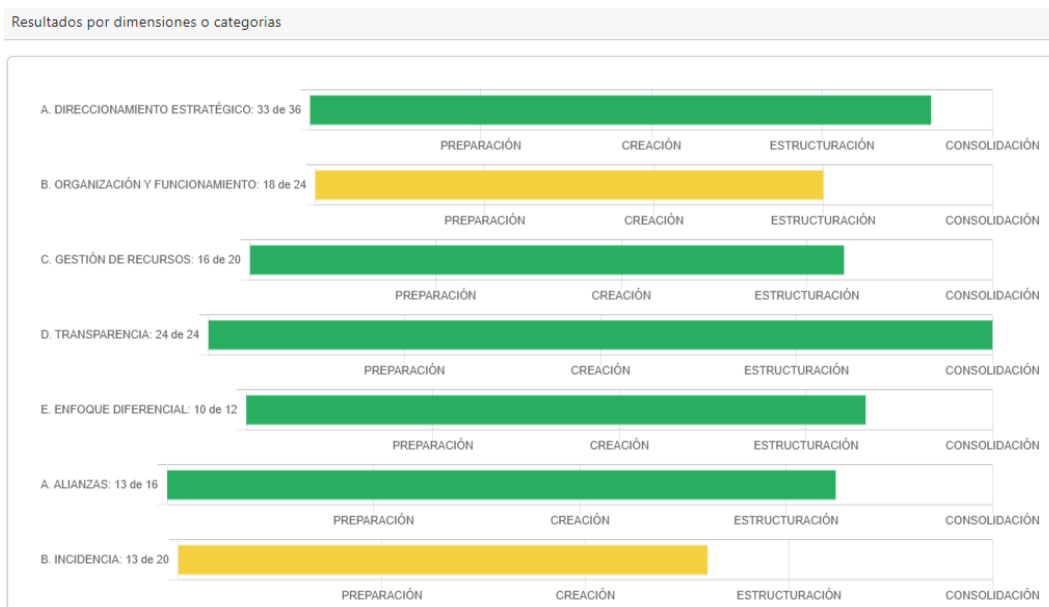 Resultados por dimensiones o categorias
A. DIRECCIONAMIENTO ESTRATÉGICO: 33 de 36
PREPARACIÓN CREACIÓN ESTRUCTURACIÓN CONSOLIDACIÓN
B. ORGANIZACIÓN Y FUNCIONAMIENTO: 18 de 24
PREPARACIÓN CREACIÓN ESTRUCTURACIÓN CONSOLIDACIÓN
C. GESTIÓN DE RECURSOS: 16 de 20
PREPARACIÓN CREACIÓN ESTRUCTURACIÓN CONSOLIDACIÓN
D. TRANSPARENCIA: 24 de 24
PREPARACIÓN CREACIÓN ESTRUCTURACIÓN CONSOLIDACIÓN
E. ENFOQUE DIFERENCIAL: 10 de 12
PREPARACIÓN CREACIÓN ESTRUCTURACIÓN CONSOLIDACIÓN
A. ALIANZAS: 13 de 16
PREPARACIÓN CREACIÓN ESTRUCTURACIÓN CONSOLIDACIÓN
B. INCIDENCIA: 13 de 20
PREPARACIÓN CREACIÓN ESTRUCTURACIÓN CONSOLIDACIÓN